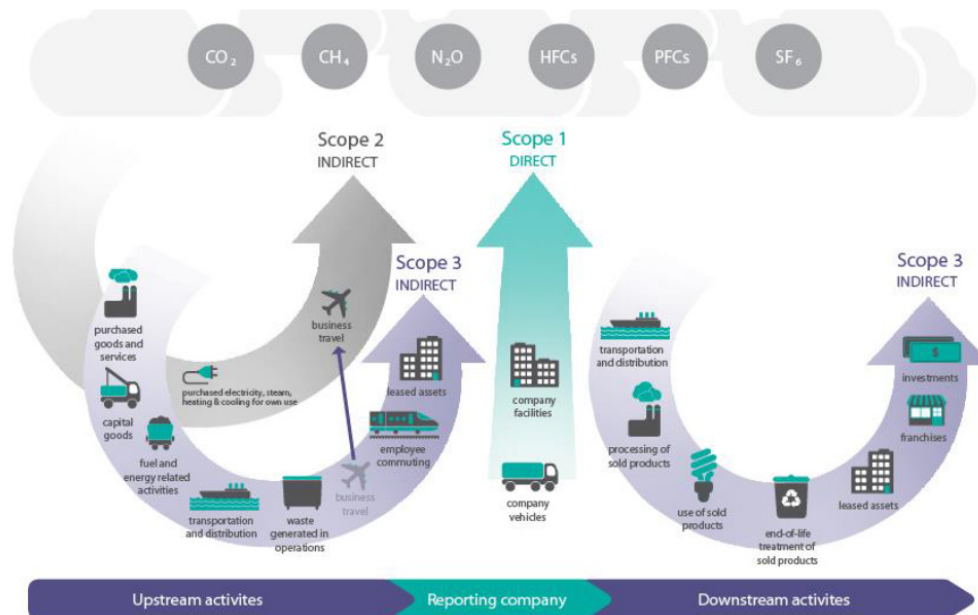 CO₂
CH₄
N₂O
HFCs
PFCs
SF₆
Scope 2
INDIRECT
Scope 1
DIRECT
Scope 3
INDIRECT
Scope 3
INDIRECT
purchased
goods and
services
capital
goods
fuel and
energy related
activities
purchased electricity, steam,
heating & cooling for own use
transportation
and distribution
waste
generated in
operations
business
travel
business
travel
employee
commuting
leased assets
company
facilities
company
vehicles
transportation
and distribution
processing of
sold products
use of sold
products
end-of-life
treatment of
sold products
leased assets
franchises
investments
$
Upstream activites
Reporting company
Downstream activites